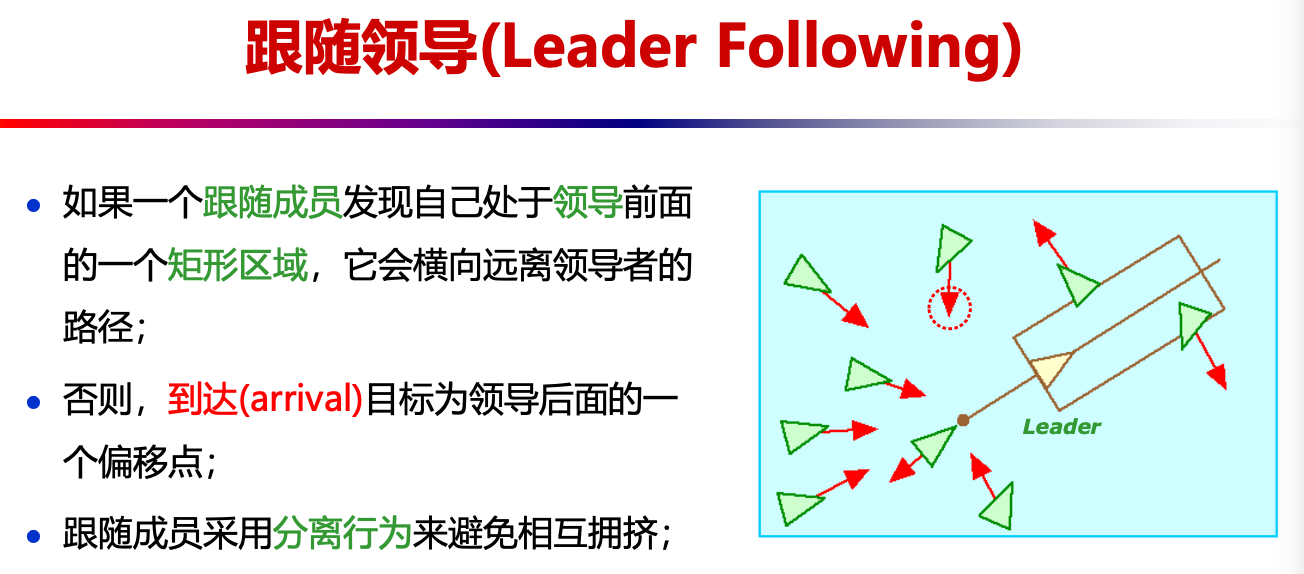 跟随领导(Leader Following)
如果一个跟随成员发现自己处于领导前面
的一个矩形区域，它会横向远离领导者的
路径；
否则，到达(arrival)目标为领导后面的一
个偏移点；
跟随成员采用分离行为来避免相互拥挤；
Leader